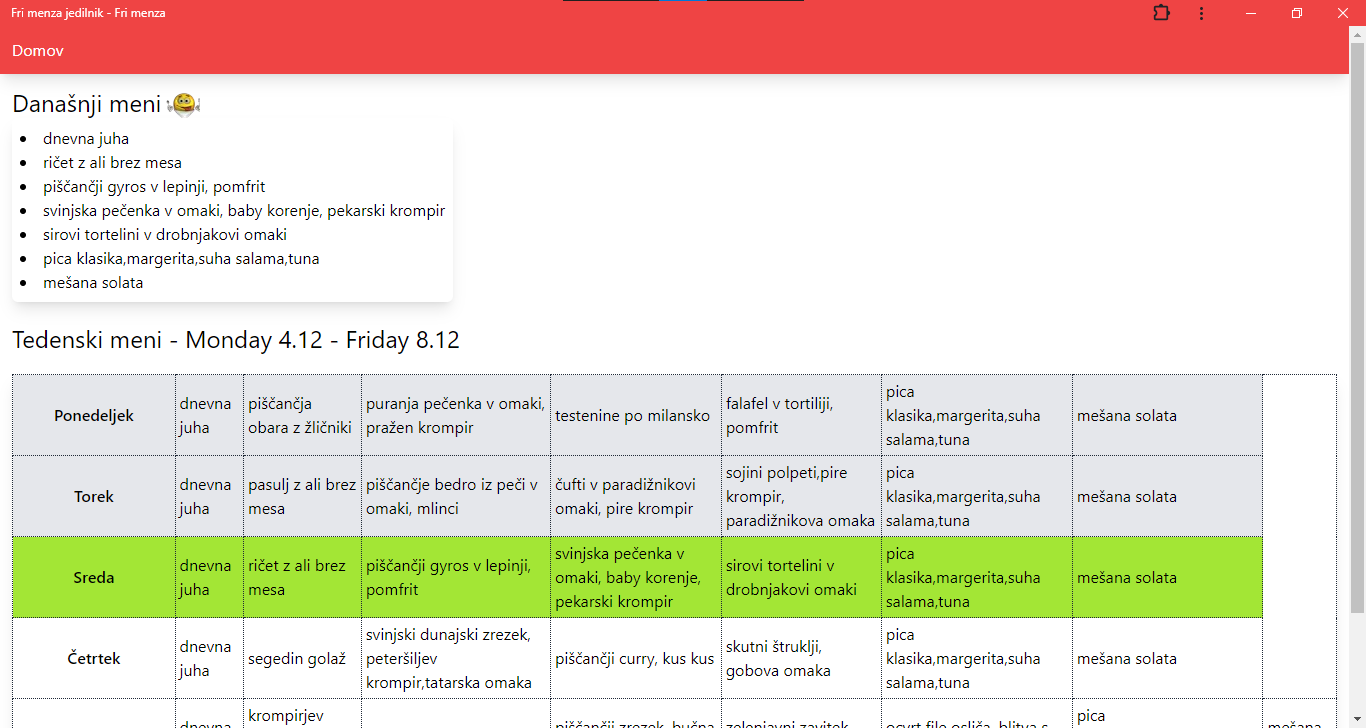 Fri menza jedilnik - Fri menza
Domov
Današnji meni
dnevna juha
ričet z ali brez mesa
piščančji gyros v lepinji, pomfrit
svinjska pečenka v omaki, baby korenje, pekarski krompir
sirovi tortelini v drobnjakovi omaki
pica klasika,margerita,suha salama,tuna
mešana solata
Tedenski meni - Monday 4.12 - Friday 8.12
Ponedeljek
dnevna
juha
piščančja
obara z žličniki
puranja pečenka v omaki,
pražen krompir
testenine po milansko
falafel v tortiliji,
pomfrit
pica
klasika,margerita,suha
salama,tuna
mešana solata
Torek
dnevna
juha
pasulj z ali brez
mesa
piščančje bedro iz peči v
omaki, mlinci
čufti v paradižnikovi
omaki, pire krompir
sojini polpeti,pire
krompir,
paradižnikova omaka
pica
klasika,margerita,suha
salama,tuna
mešana solata
Sreda
dnevna
juha
ričet z ali brez
mesa
piščančji gyros v lepinji,
pomfrit
svinjska pečenka v
omaki, baby korenje,
pekarski krompir
sirovi tortelini v
drobnjakovi omaki
pica
klasika,margerita,suha
salama,tuna
mešana solata
Četrtek
dnevna
juha
segedin golaž
svinjski dunajski zrezek,
peteršiljev
krompir,tatarska omaka
piščančji curry, kus kus
skutni štruklji,
gobova omaka
pica
klasika,margerita,suha
salama,tuna
mešana solata
dnevna
krompirjev
piščančji zrezek, bučna
zelenjavni zavitek,
ocvrt file osliča, blitva s
pica
mešana